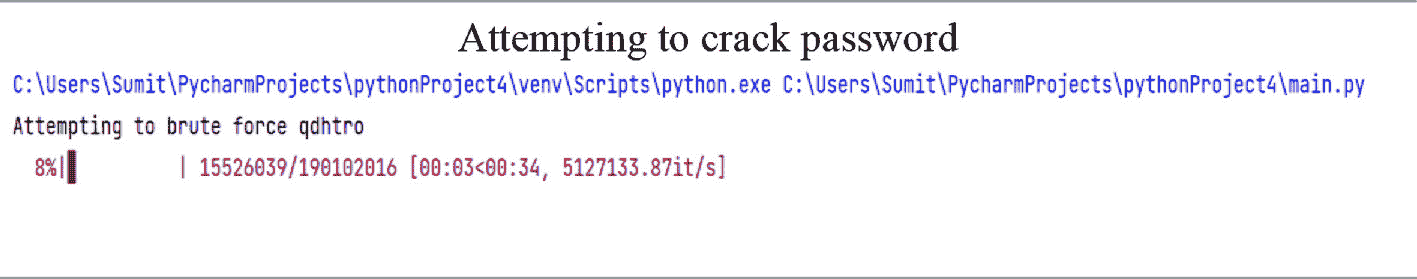 Attempting to crack password
C:\Users\Sumit\PycharmProjects\pythonProject4\venv\Scripts\python.exe C:\Users\Sumit\PycharmProjects\pythonProject4\main.py
Attempting to brute force qdhtro
8%|█ | 15526039/190102016 [00:03<00:34, 5127133.87it/s]